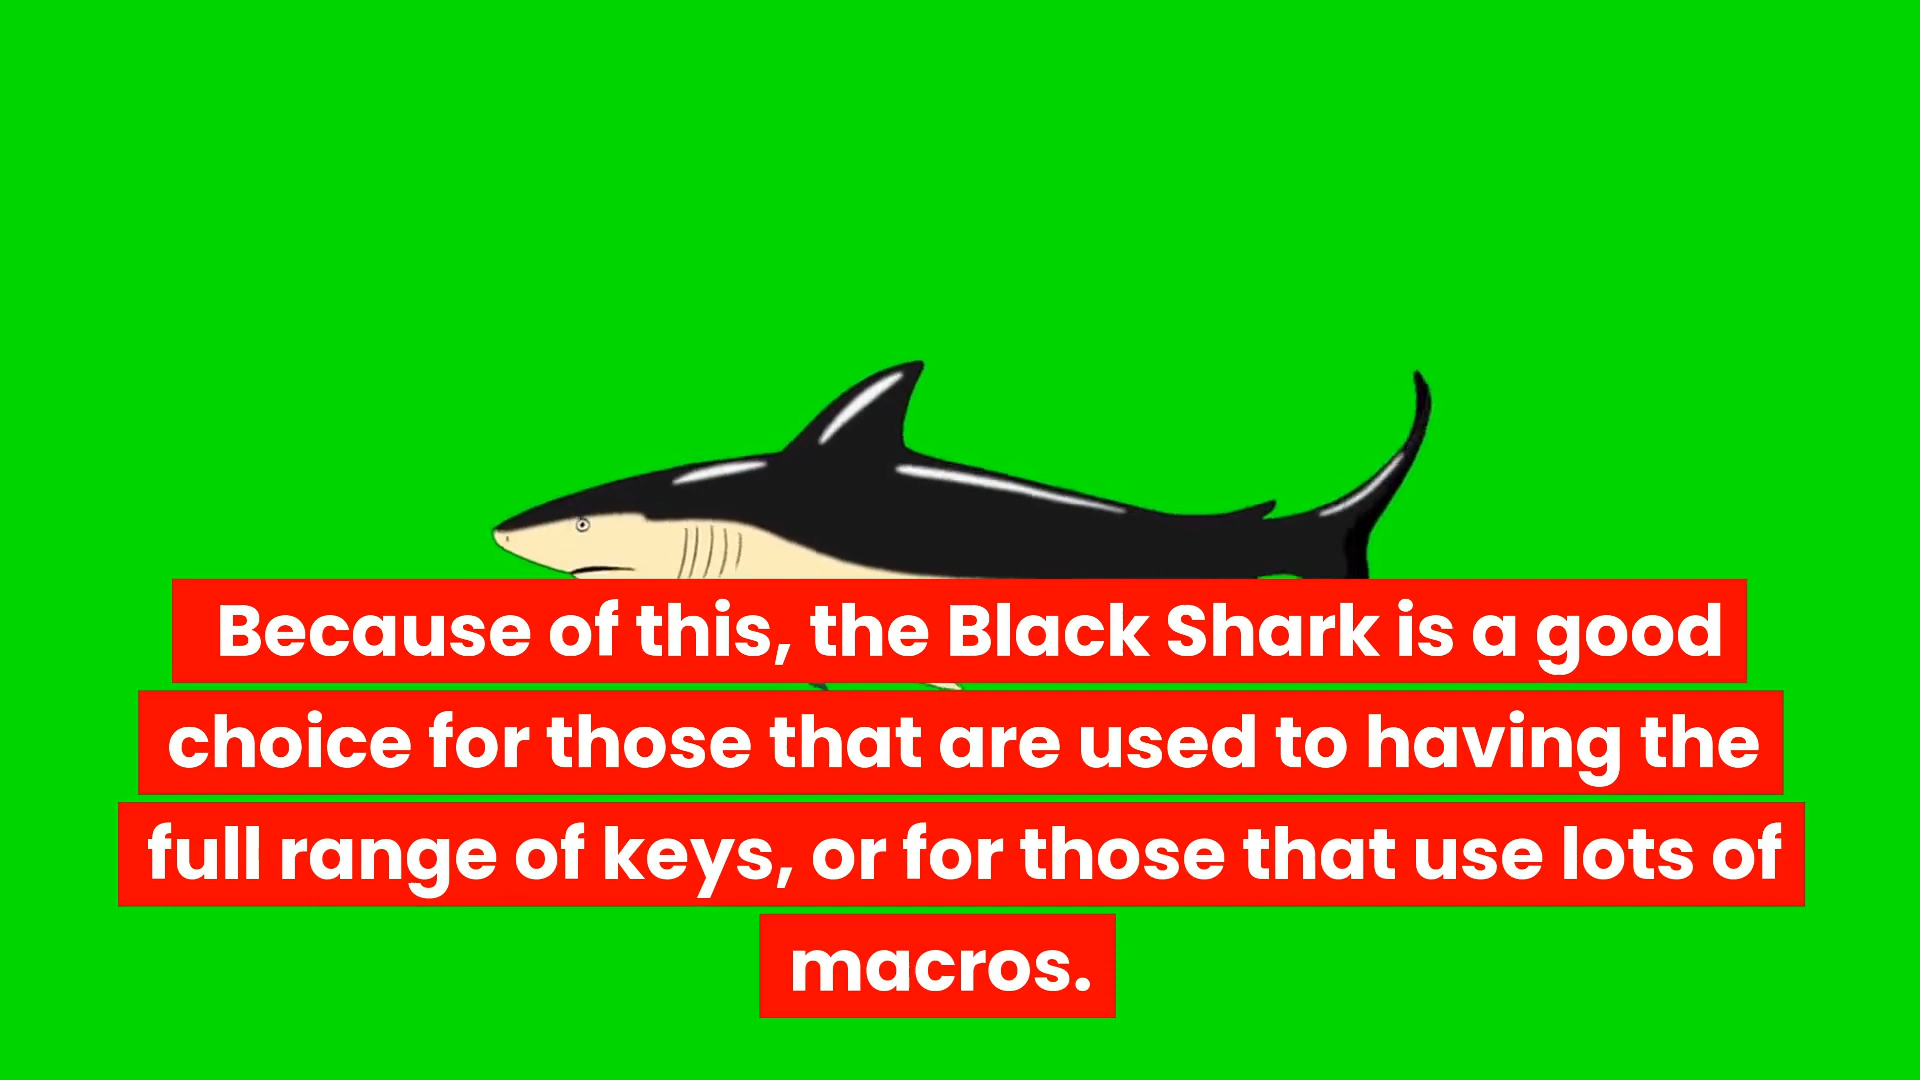 Because of this, the Black Shark is a good
choice for those that are used to having the
full range of keys, or for those that use lots of
macros.